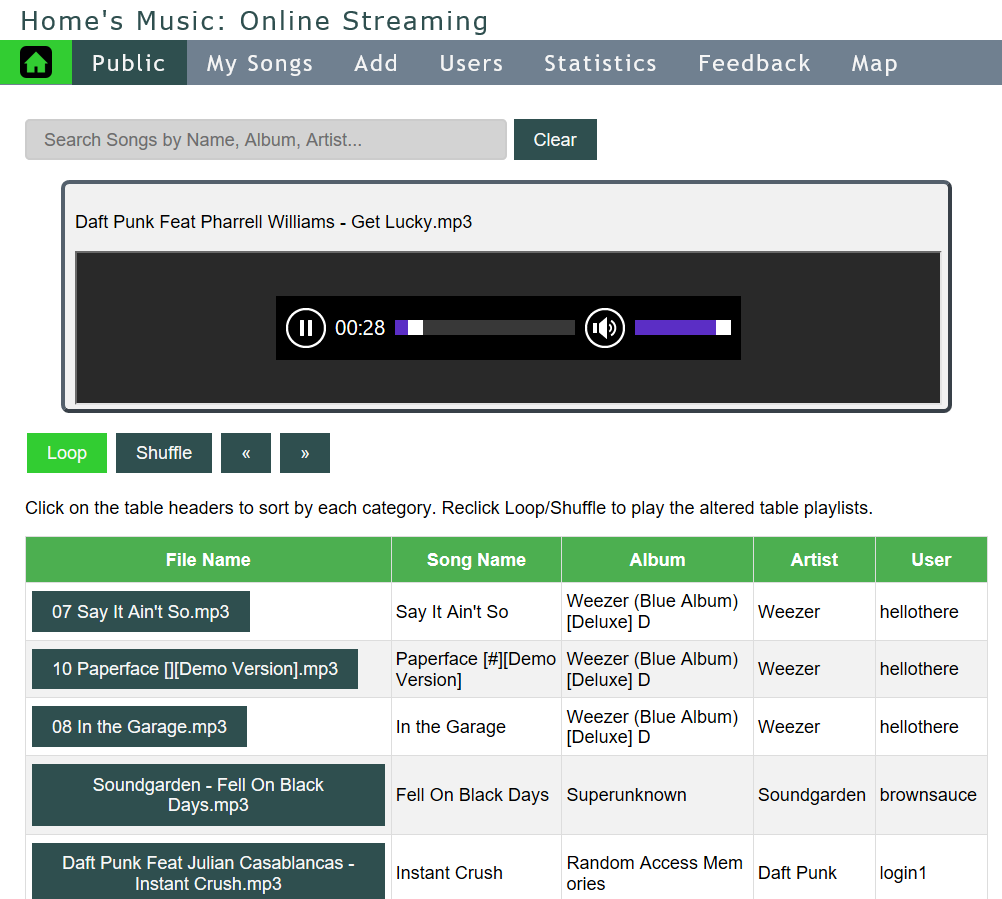 Home's Music: Online Streaming
Public My Songs Add Users Statistics Feedback Map
Search Songs by Name, Album, Artist... Clear
Daft Punk Feat Pharrell Williams - Get Lucky.mp3
00:28
Loop Shuffle « »
Click on the table headers to sort by each category. Reclick Loop/Shuffle to play the altered table playlists.
File Name Song Name Album Artist User
07 Say It Ain't So.mp3 Say It Ain't So Weezer (Blue Album) Weezer hellothere
[Deluxe] D
10 Paperface [][Demo Version].mp3 Paperface [#][Demo Weezer (Blue Album) Weezer hellothere
Version] [Deluxe] D
08 In the Garage.mp3 In the Garage Weezer (Blue Album) Weezer hellothere
[Deluxe] D
Soundgarden - Fell On Black Fell On Black Days Superunknown Soundgarden brownsauce
Days.mp3
Daft Punk Feat Julian Casablancas - Instant Crush Random Access Mem Daft Punk login1
Instant Crush.mp3 ories